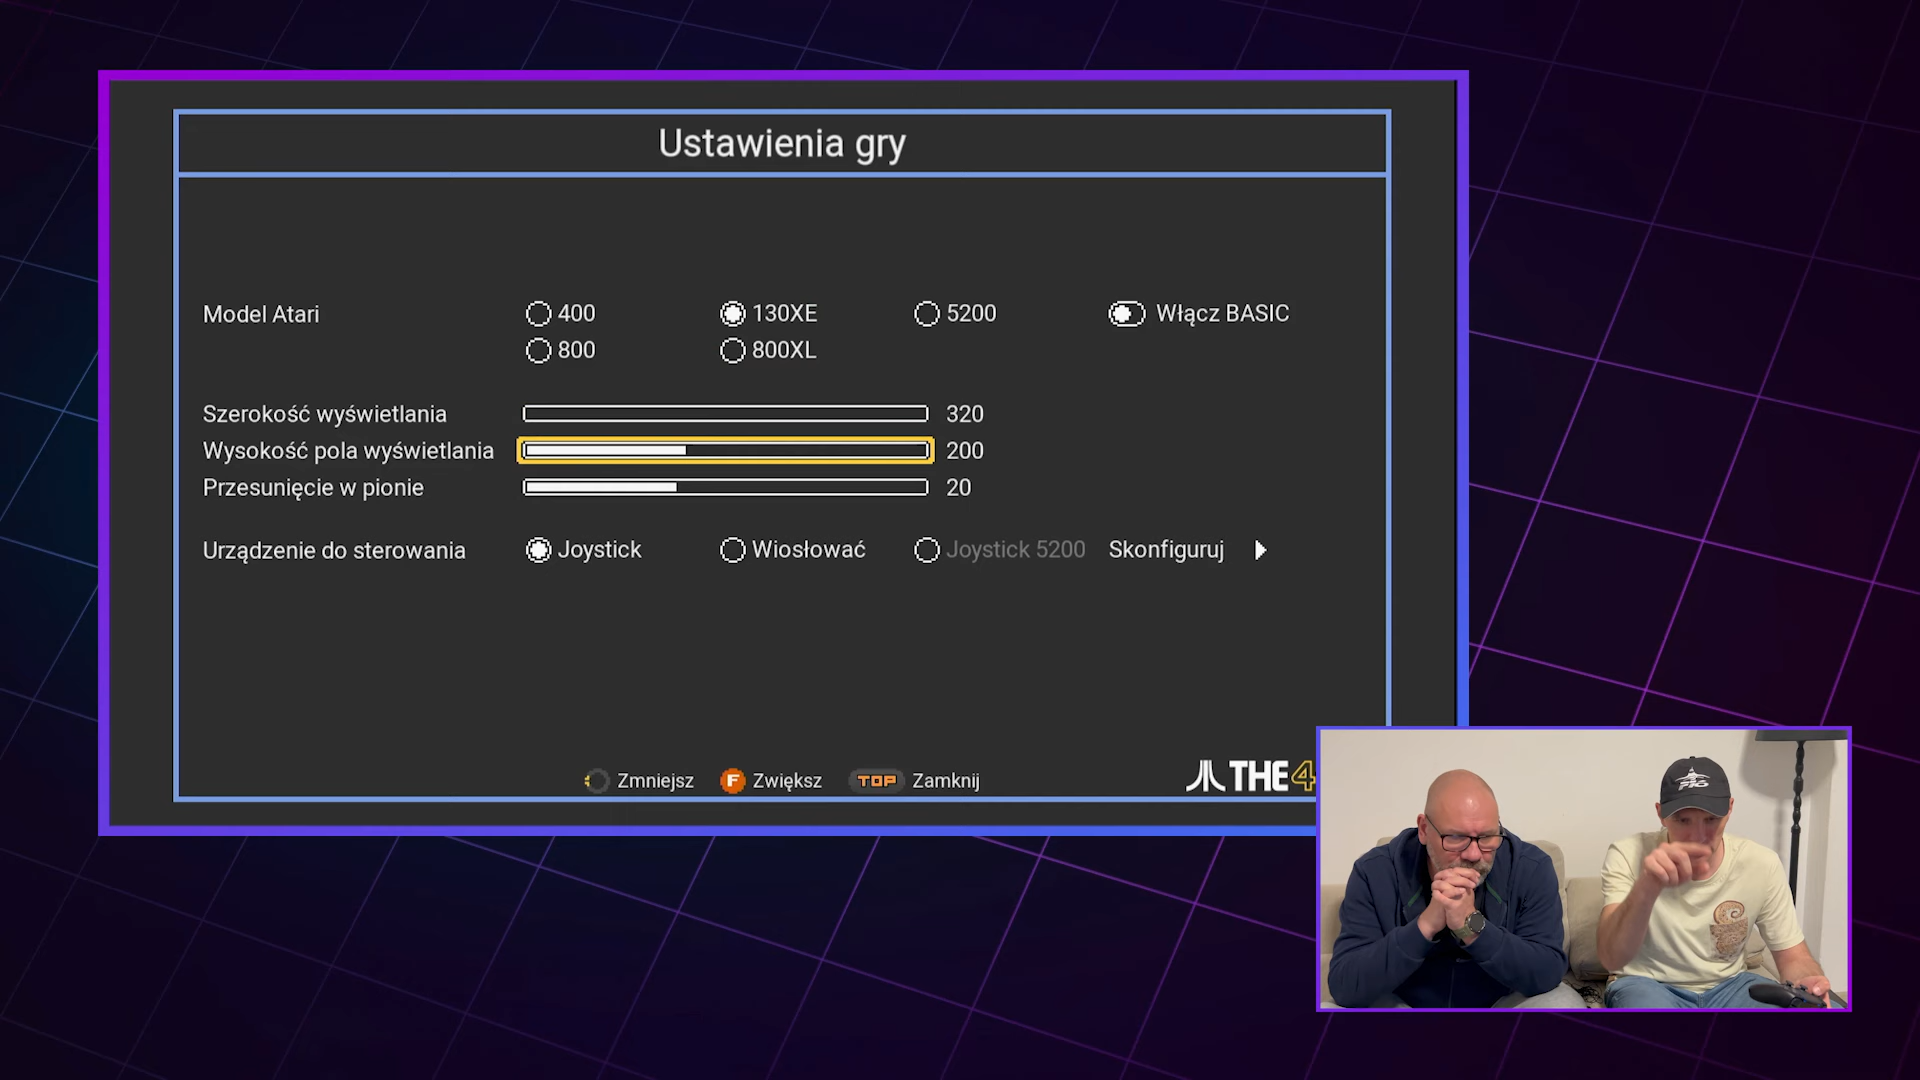 Ustawienia gry
Model Atari 400 130XE 5200 Włącz BASIC
800 800XL
Szerokość wyświetlania 320
Wysokość pola wyświetlania 200
Przesunięcie w pionie 20
Urządzenie do sterowania Joystick Wiosłować Joystick 5200 Skonfiguruj
F Zmniejsz Zwiększ TOP Zamknij
THE4